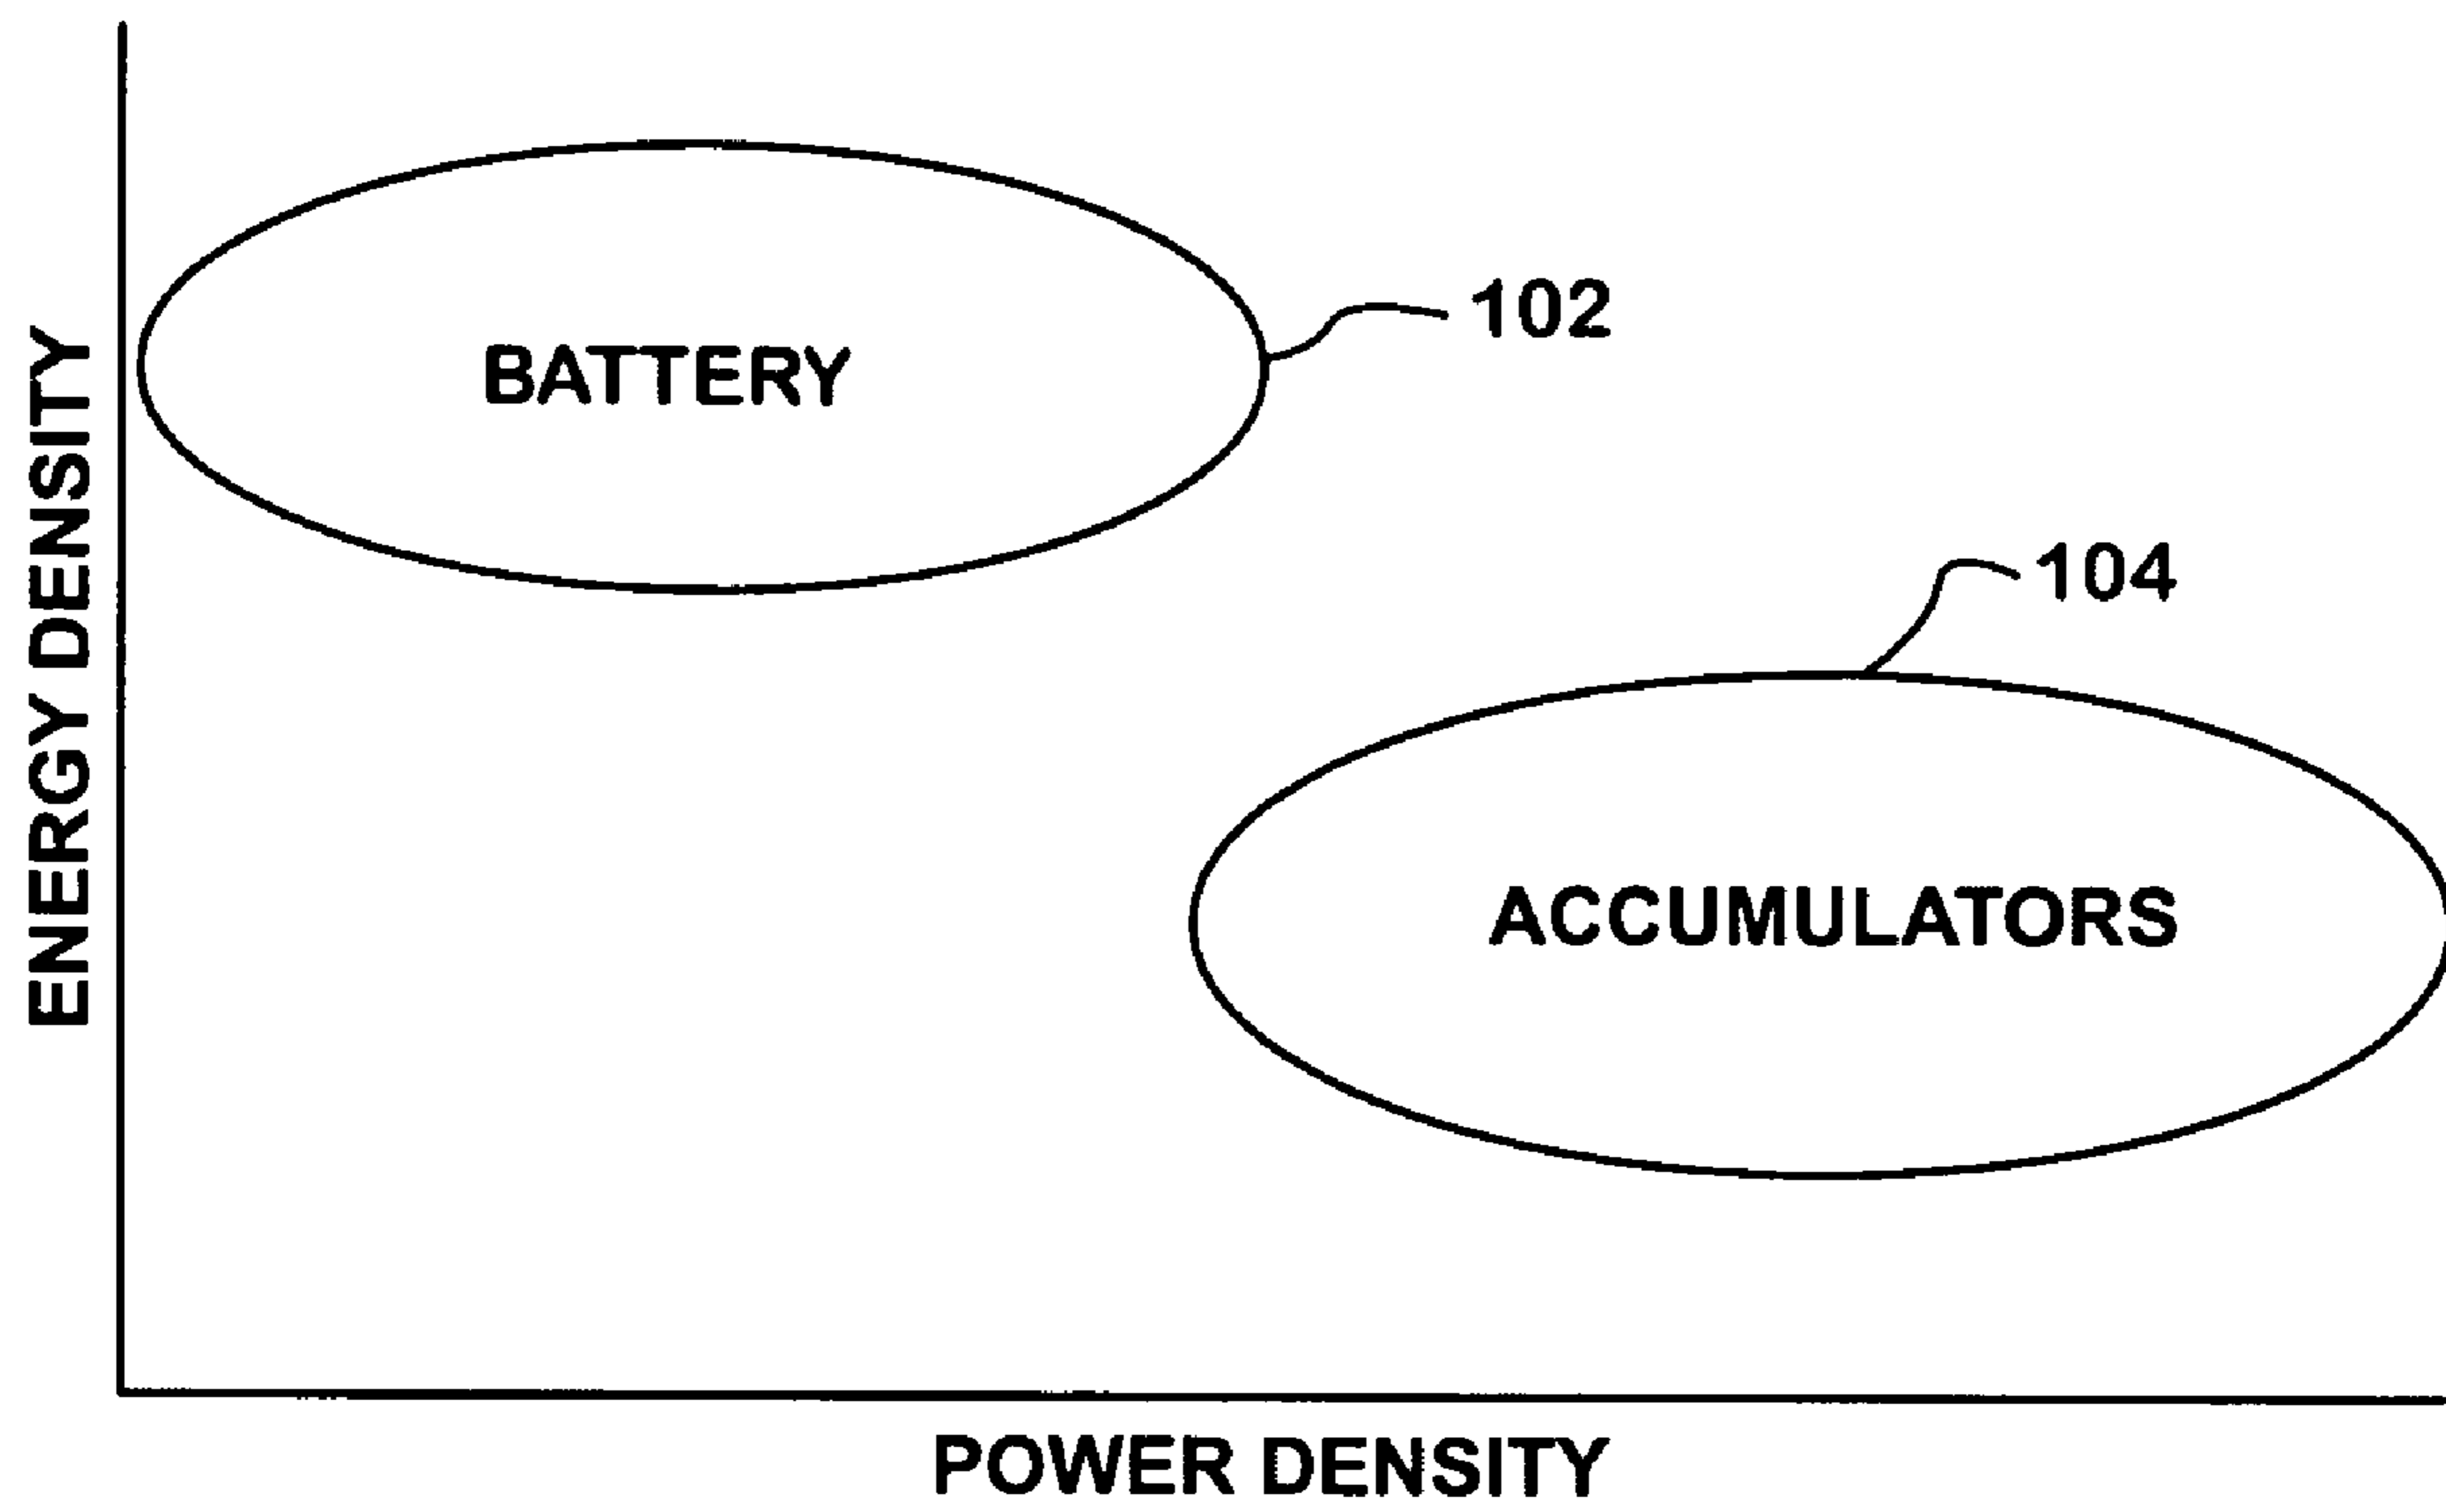 ENERGY DENSITY
BATTERY
102
104
ACCUMULATORS
POWER DENSITY